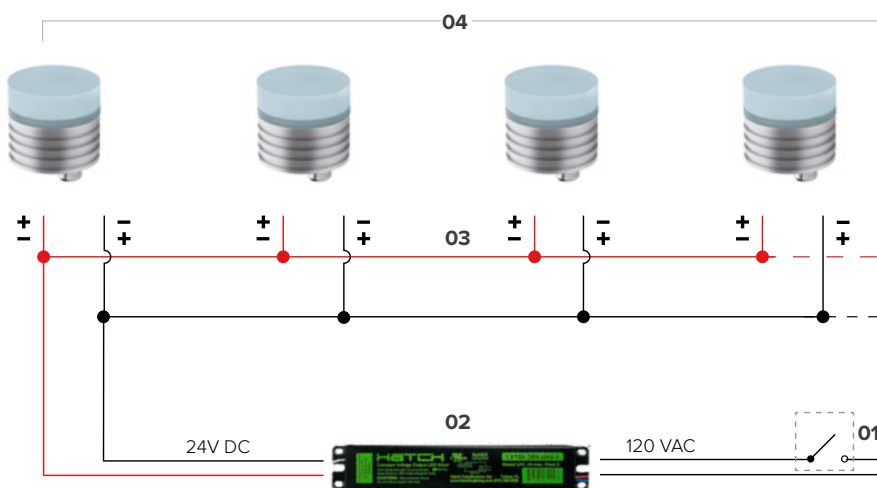 04
+ − − +
+ − − +
+ − − +
+ − − +
03
02
24V DC
HATCH
120 VAC
01